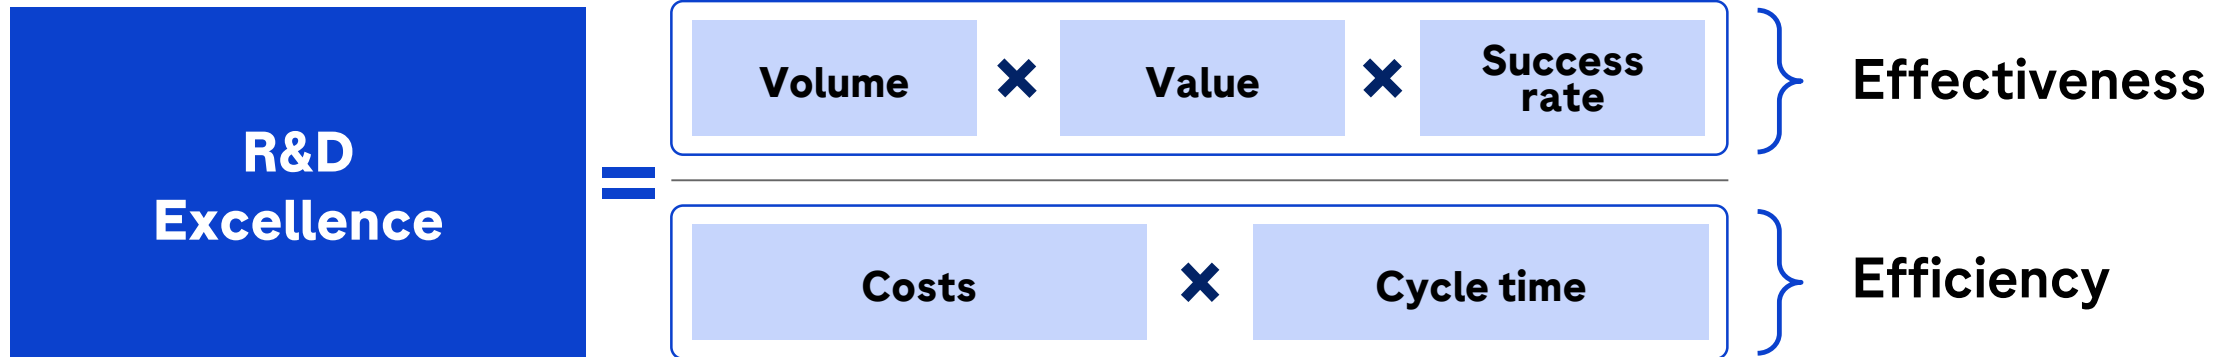 R&D
Excellence
=
Volume × Value × Success
rate
Effectiveness
Costs × Cycle time
Efficiency